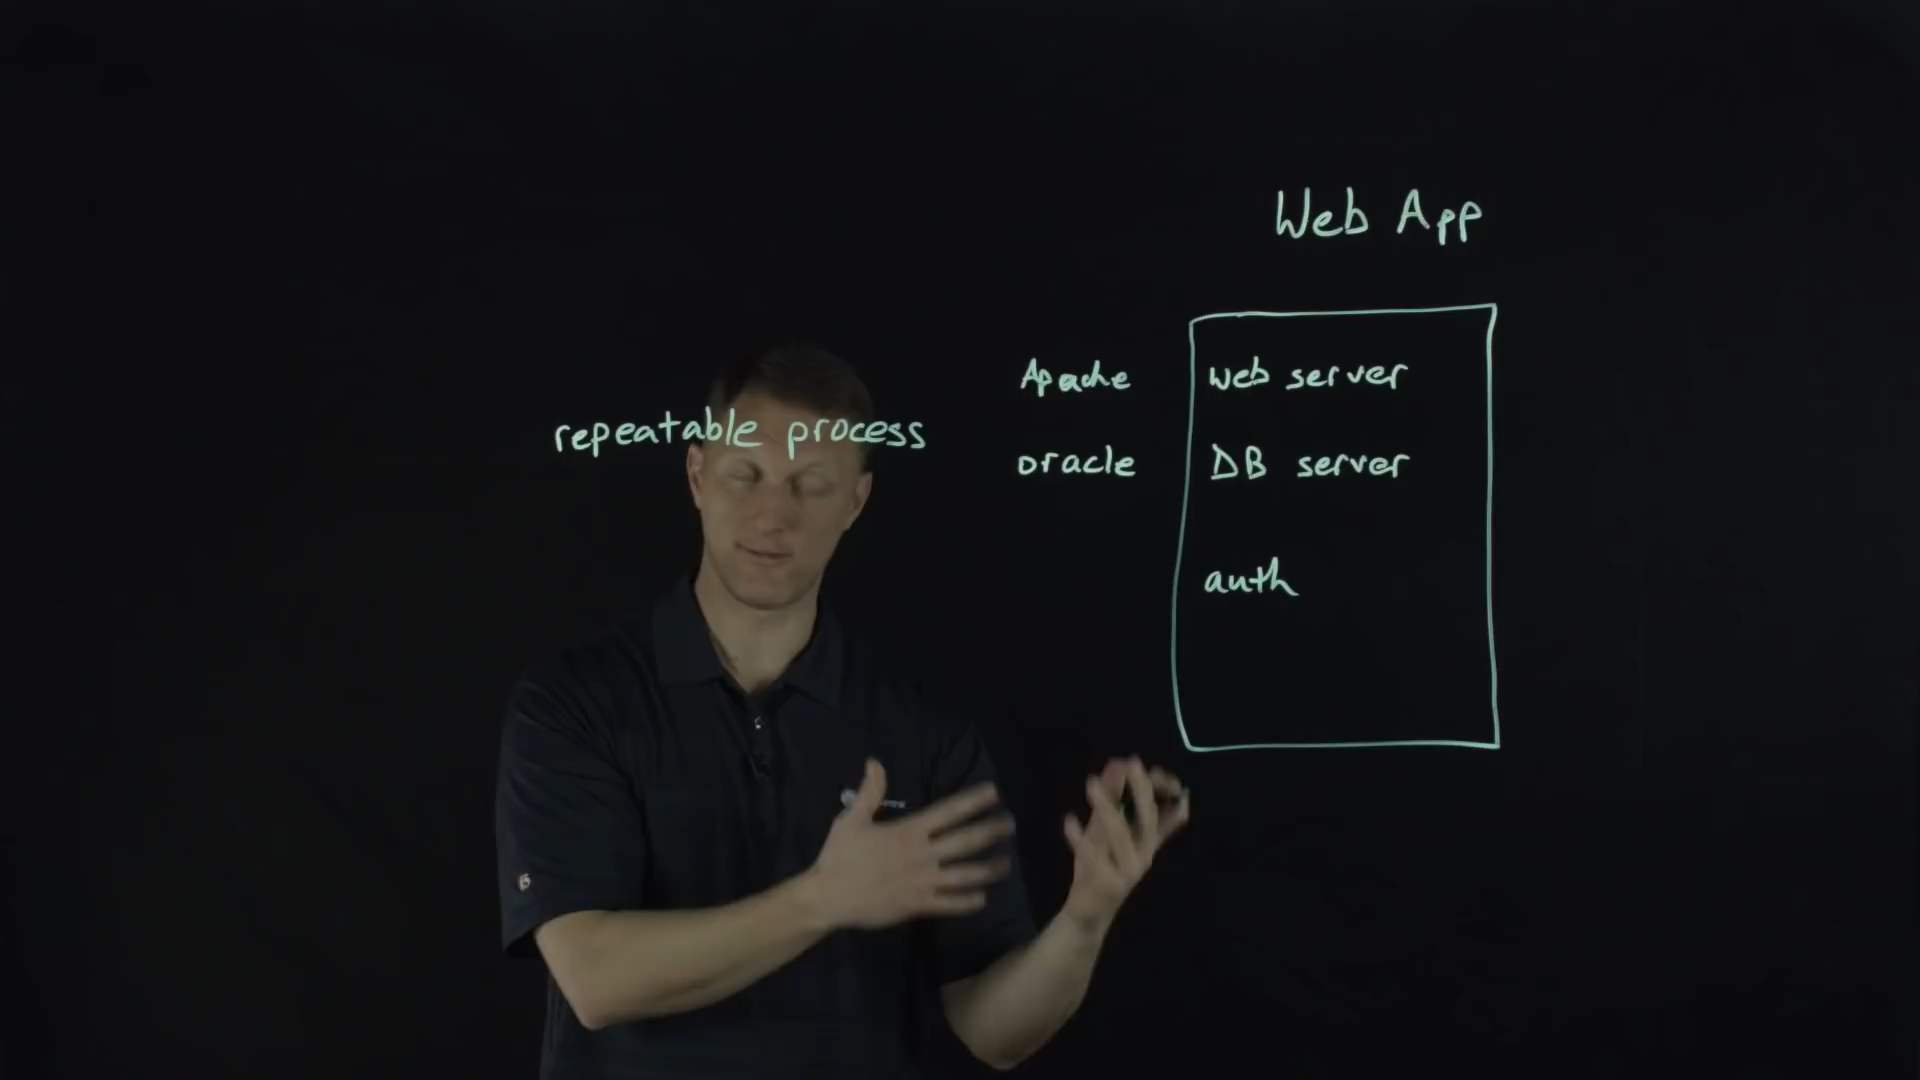 Web App
Apache web server
repeatable process
oracle DB server
auth